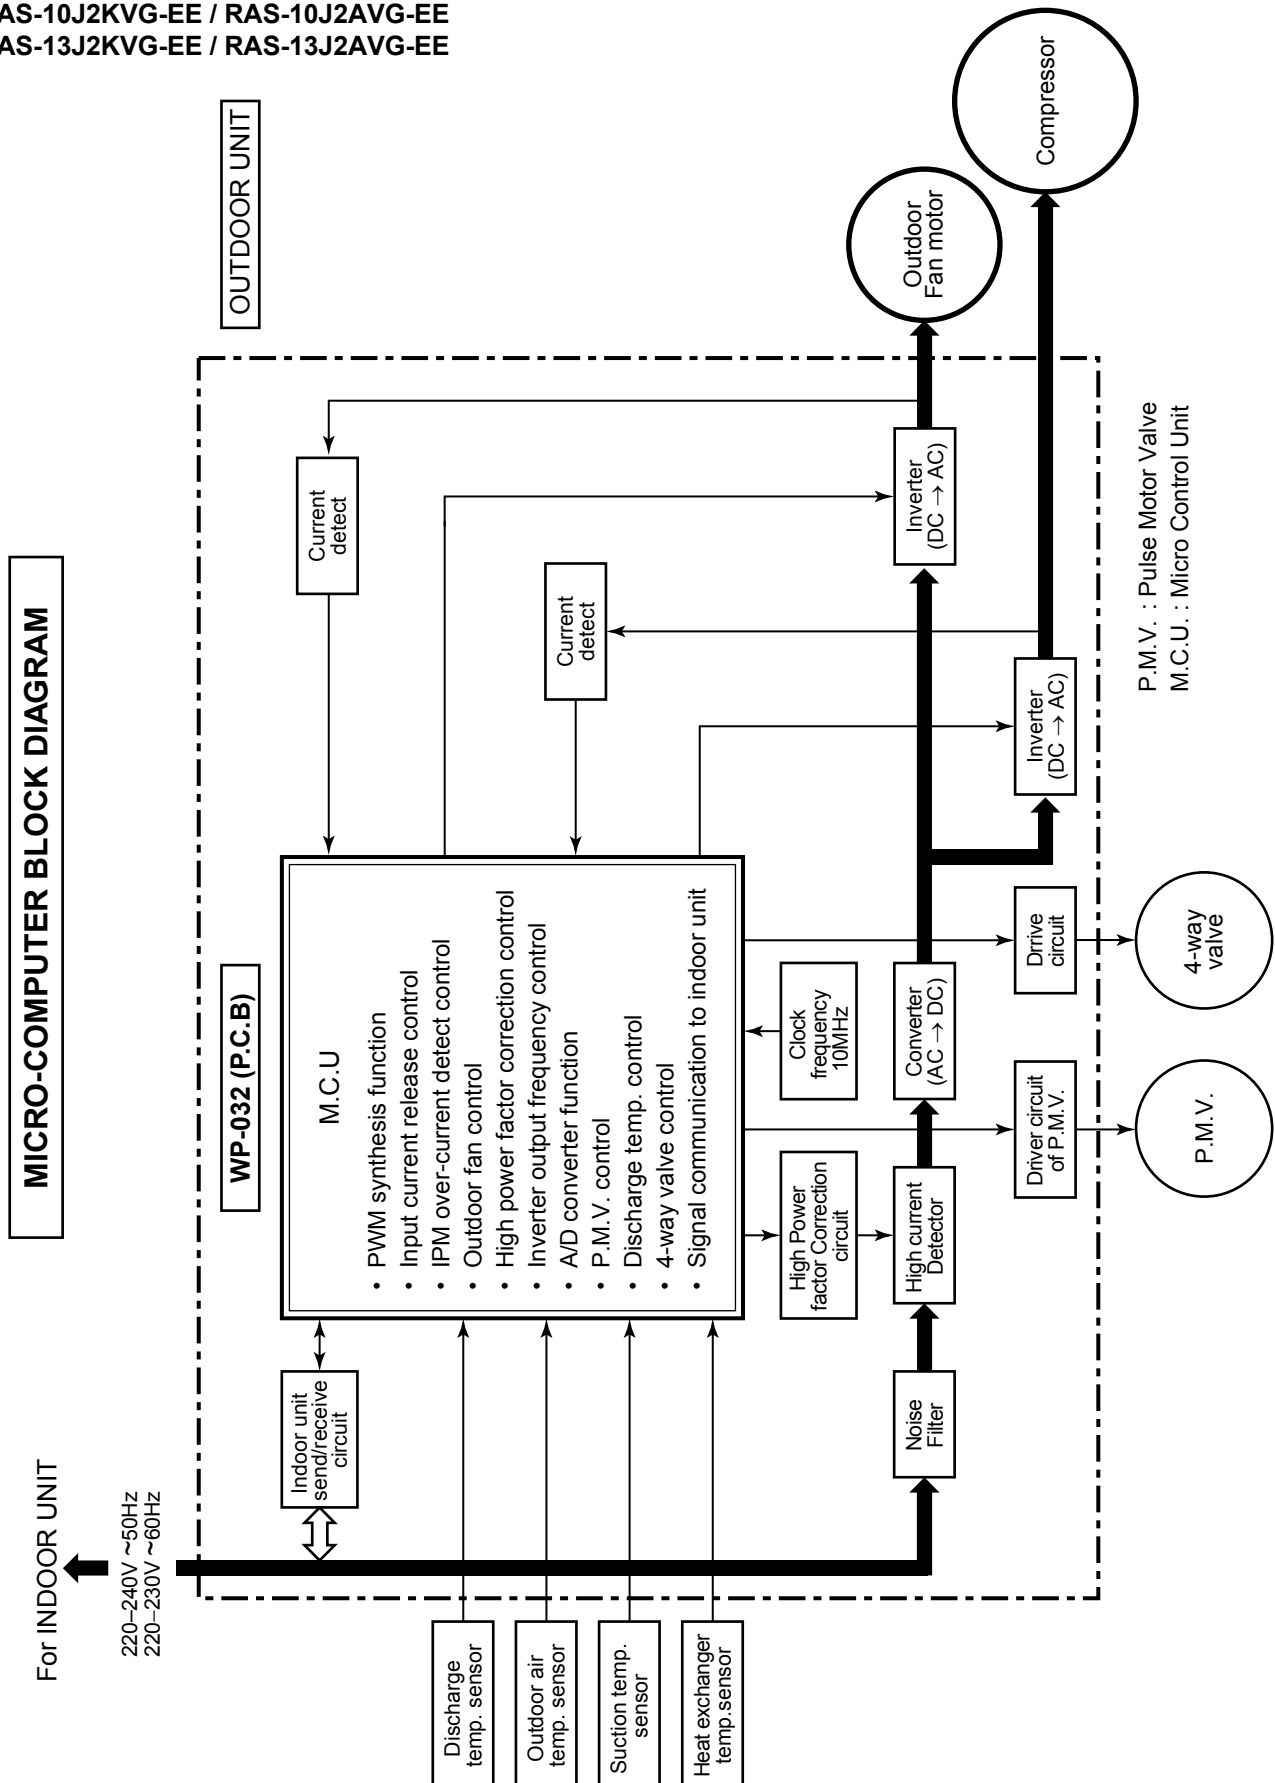 AS-10J2KVG-EE / RAS-10J2AVG-EE
AS-13J2KVG-EE / RAS-13J2AVG-EE
MICRO-COMPUTER BLOCK DIAGRAM
For INDOOR UNIT
220–240V ~50Hz
220–230V ~60Hz
WP-032 (P.C.B)
OUTDOOR UNIT
Indoor unit
send/receive
circuit
M.C.U
• PWM synthesis function
• Input current release control
• IPM over-current detect control
• Outdoor fan control
• High power factor correction control
• Inverter output frequency control
• A/D converter function
• P.M.V. control
• Discharge temp. control
• 4-way valve control
• Signal communication to indoor unit
Current
detect
Current
detect
Discharge
temp. sensor
Outdoor air
temp. sensor
Suction temp.
sensor
Heat exchanger
temp.sensor
High Power
factor Correction
circuit
Clock
frequency
10MHz
Noise
Filter
High current
Detector
Converter
(AC → DC)
Inverter
(DC → AC)
Outdoor
Fan motor
Driver circuit
of P.M.V.
Drrive
circuit
Inverter
(DC → AC)
Compressor
P.M.V.
4-way
valve
P.M.V. : Pulse Motor Valve
M.C.U. : Micro Control Unit